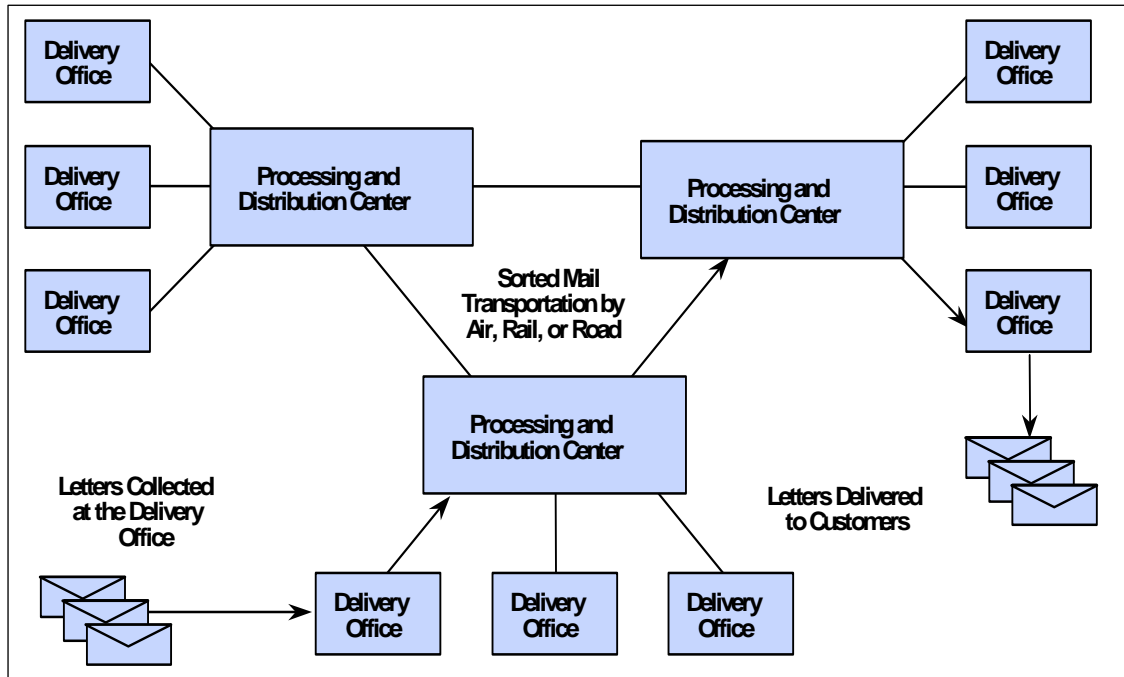 Delivery
Office
Delivery
Office
Processing and
Distribution Center
Processing and
Distribution Center
Delivery
Office
Delivery
Office
Delivery
Office
Sorted Mail
Transportation by
Air, Rail, or Road
Delivery
Office
Processing and
Distribution Center
Letters Collected
at the Delivery
Office
Letters Delivered
to Customers
Delivery
Office
Delivery
Office
Delivery
Office